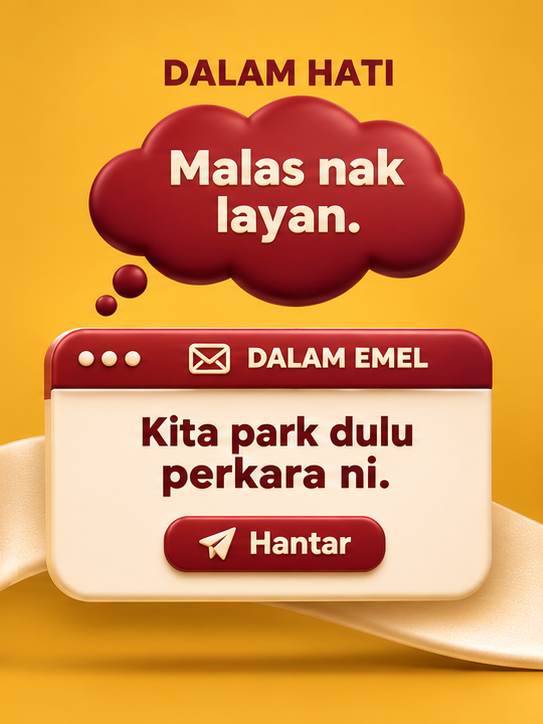 DALAM HATI
Malas nak
layan.
DALAM EMEL
Kita park dulu
perkara ni.
Hantar